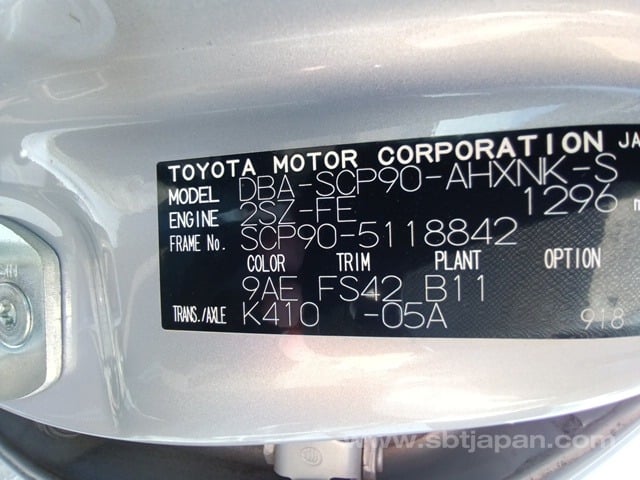 TOYOTA MOTOR CORPORATION JA
MODEL DBA-SCP90-AHXNK-S
ENGINE 2SZ-FE 1296
FRAME No. SCP90-5118842
COLOR TRIM PLANT OPTION
9AE FS42 B11
TRANS./AXLE K410 -05A 918
www.sbtjapan.com